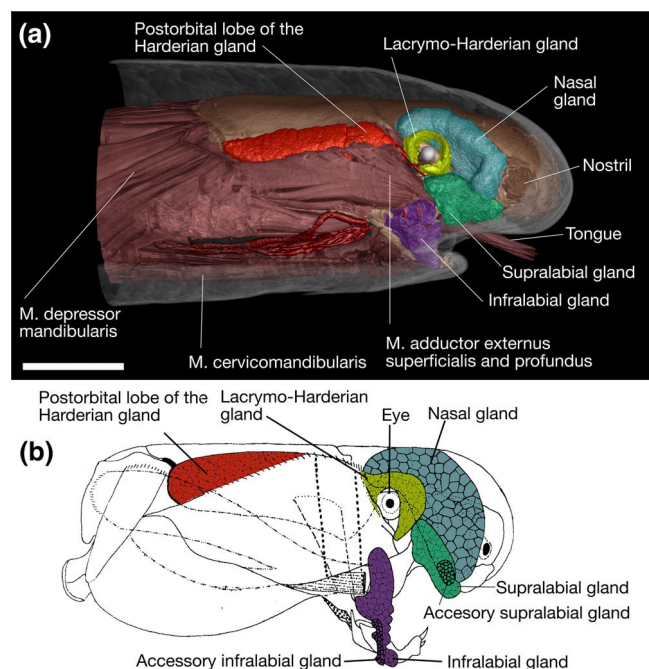 (a)
Postorbital lobe of the
Harderian gland
Lacrymo-Harderian gland
Nasal
gland
Nostril
Tongue
Supralabial gland
Infralabial gland
M. depressor
mandibularis
M. cervicomandibularis
M. adductor externus
superficialis and profundus
(b)
Postorbital lobe of the
Harderian gland
Lacrymo-Harderian
gland
Eye
Nasal gland
Supralabial gland
Accesory supralabial gland
Accessory infralabial gland
Infralabial gland